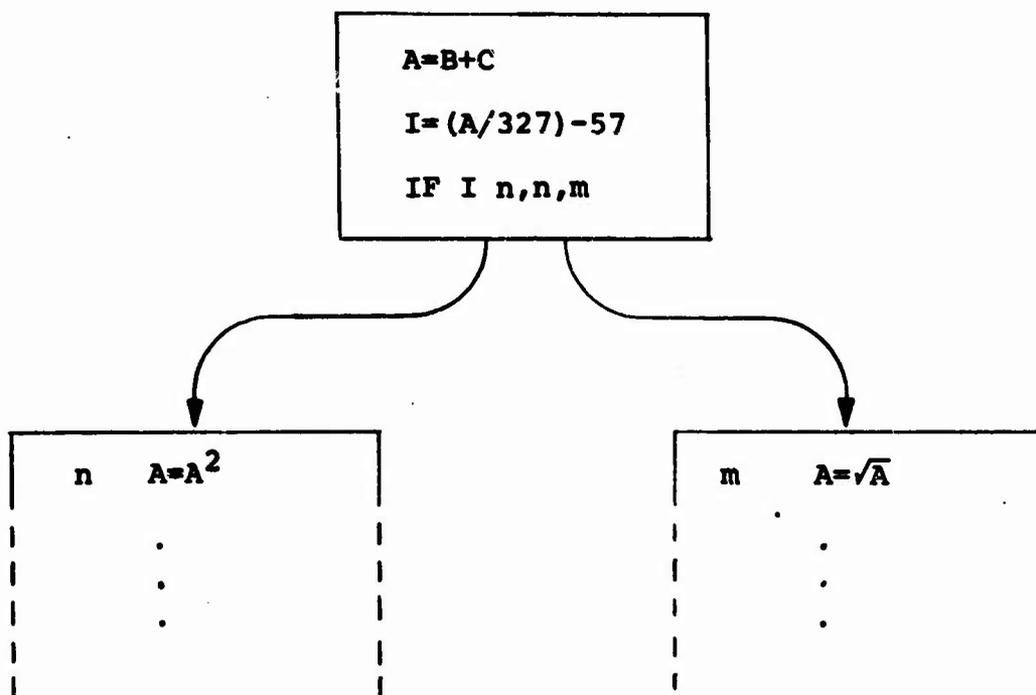 A=B+C
I=(A/327)-57
IF I n,n,m
n A=A²
m A=√A